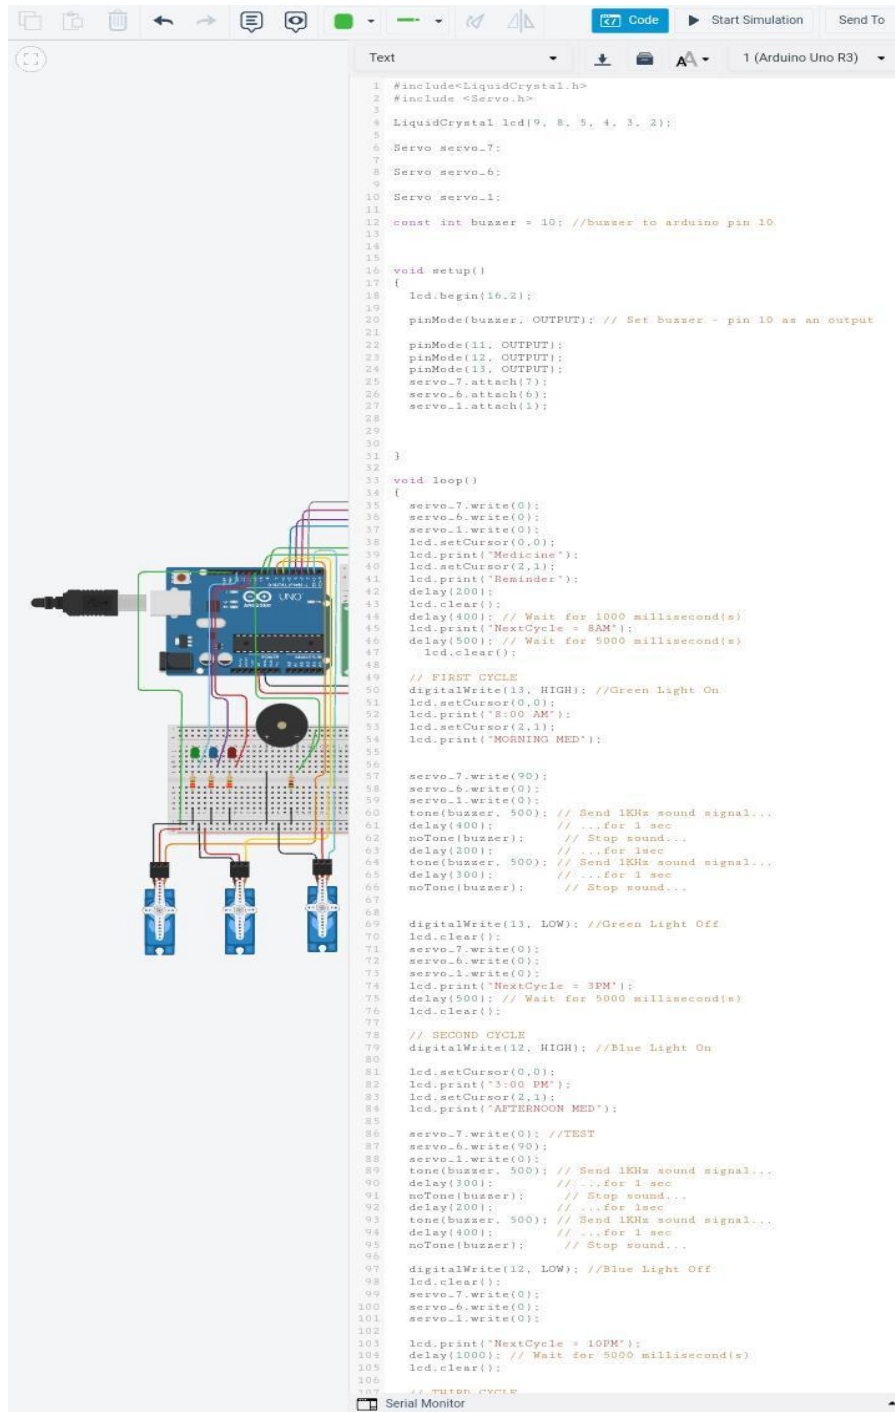 Code
Start Simulation
Send To
Text
1 (Arduino Uno R3)
1 #include<LiquidCrystal.h>
2 #include <Servo.h>
3
4 LiquidCrystal lcd(9, 8, 5, 4, 3, 2);
5
6 Servo servo_7;
7
8 Servo servo_6;
9
10 Servo servo_1;
11
12 const int buzzer = 10; //buzzer to arduino pin 10
13
14
15
16 void setup()
17 {
18 lcd.begin(16,2);
19
20 pinMode(buzzer, OUTPUT); // Set buzzer - pin 10 as an output
21
22 pinMode(11, OUTPUT);
23 pinMode(12, OUTPUT);
24 pinMode(13, OUTPUT);
25 servo_7.attach(7);
26 servo_6.attach(6);
27 servo_1.attach(1);
28
29
30
31 }
32
33 void loop()
34 {
35 servo_7.write(0);
36 servo_6.write(0);
37 servo_1.write(0);
38 lcd.setCursor(0,0);
39 lcd.print("Medicine");
40 lcd.setCursor(2,1);
41 lcd.print("Reminder");
42 delay(200);
43 lcd.clear();
44 delay(400); // Wait for 1000 millisecond(s)
45 lcd.print("NextCycle = 8AM");
46 delay(500); // Wait for 5000 millisecond(s)
47 lcd.clear();
48
49 // FIRST CYCLE
50 digitalWrite(13, HIGH); //Green Light On
51 lcd.setCursor(0,0);
52 lcd.print("8:00 AM");
53 lcd.setCursor(2,1);
54 lcd.print("MORNING MED");
55
56
57 servo_7.write(90);
58 servo_6.write(0);
59 servo_1.write(0);
60 tone(buzzer, 500); // Send 1KHz sound signal...
61 delay(400); // ...for 1 sec
62 noTone(buzzer); // Stop sound...
63 delay(200); // ...for 1sec
64 tone(buzzer, 500); // Send 1KHz sound signal...
65 delay(300); // ...for 1 sec
66 noTone(buzzer); // Stop sound...
67
68
69 digitalWrite(13, LOW); //Green Light Off
70 lcd.clear();
71 servo_7.write(0);
72 servo_6.write(0);
73 servo_1.write(0);
74 lcd.print("NextCycle = 3PM");
75 delay(500); // Wait for 5000 millisecond(s)
76 lcd.clear();
77
78 // SECOND CYCLE
79 digitalWrite(12, HIGH); //Blue Light On
80
81 lcd.setCursor(0,0);
82 lcd.print("3:00 PM");
83 lcd.setCursor(2,1);
84 lcd.print("AFTERNOON MED");
85
86 servo_7.write(0); //TEST
87 servo_6.write(90);
88 servo_1.write(0);
89 tone(buzzer, 500); // Send 1KHz sound signal...
90 delay(300); // ...for 1 sec
91 noTone(buzzer); // Stop sound...
92 delay(200); // ...for 1sec
93 tone(buzzer, 500); // Send 1KHz sound signal...
94 delay(400); // ...for 1 sec
95 noTone(buzzer); // Stop sound...
96
97 digitalWrite(12, LOW); //Blue Light Off
98 lcd.clear();
99 servo_7.write(0);
100 servo_6.write(0);
101 servo_1.write(0);
102
103 lcd.print("NextCycle = 10PM");
104 delay(1000); // Wait for 5000 millisecond(s)
105 lcd.clear();
106
107 // THIRD CYCLE
Serial Monitor
UNO